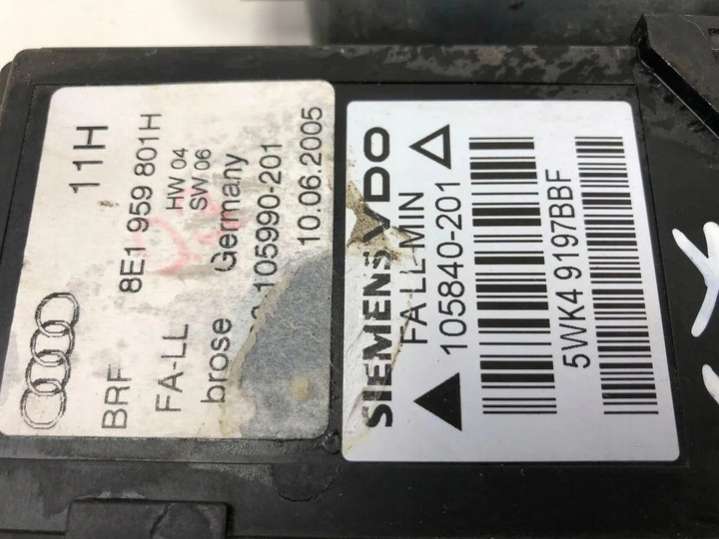 11H
BRF 8E1 959 801H
FA-LL HW 04
SW 06
brose Germany
105990-201
10.06.2005
SIEMENS VDO
FA-LL-MIN
105840-201
5WK4 9197BBF